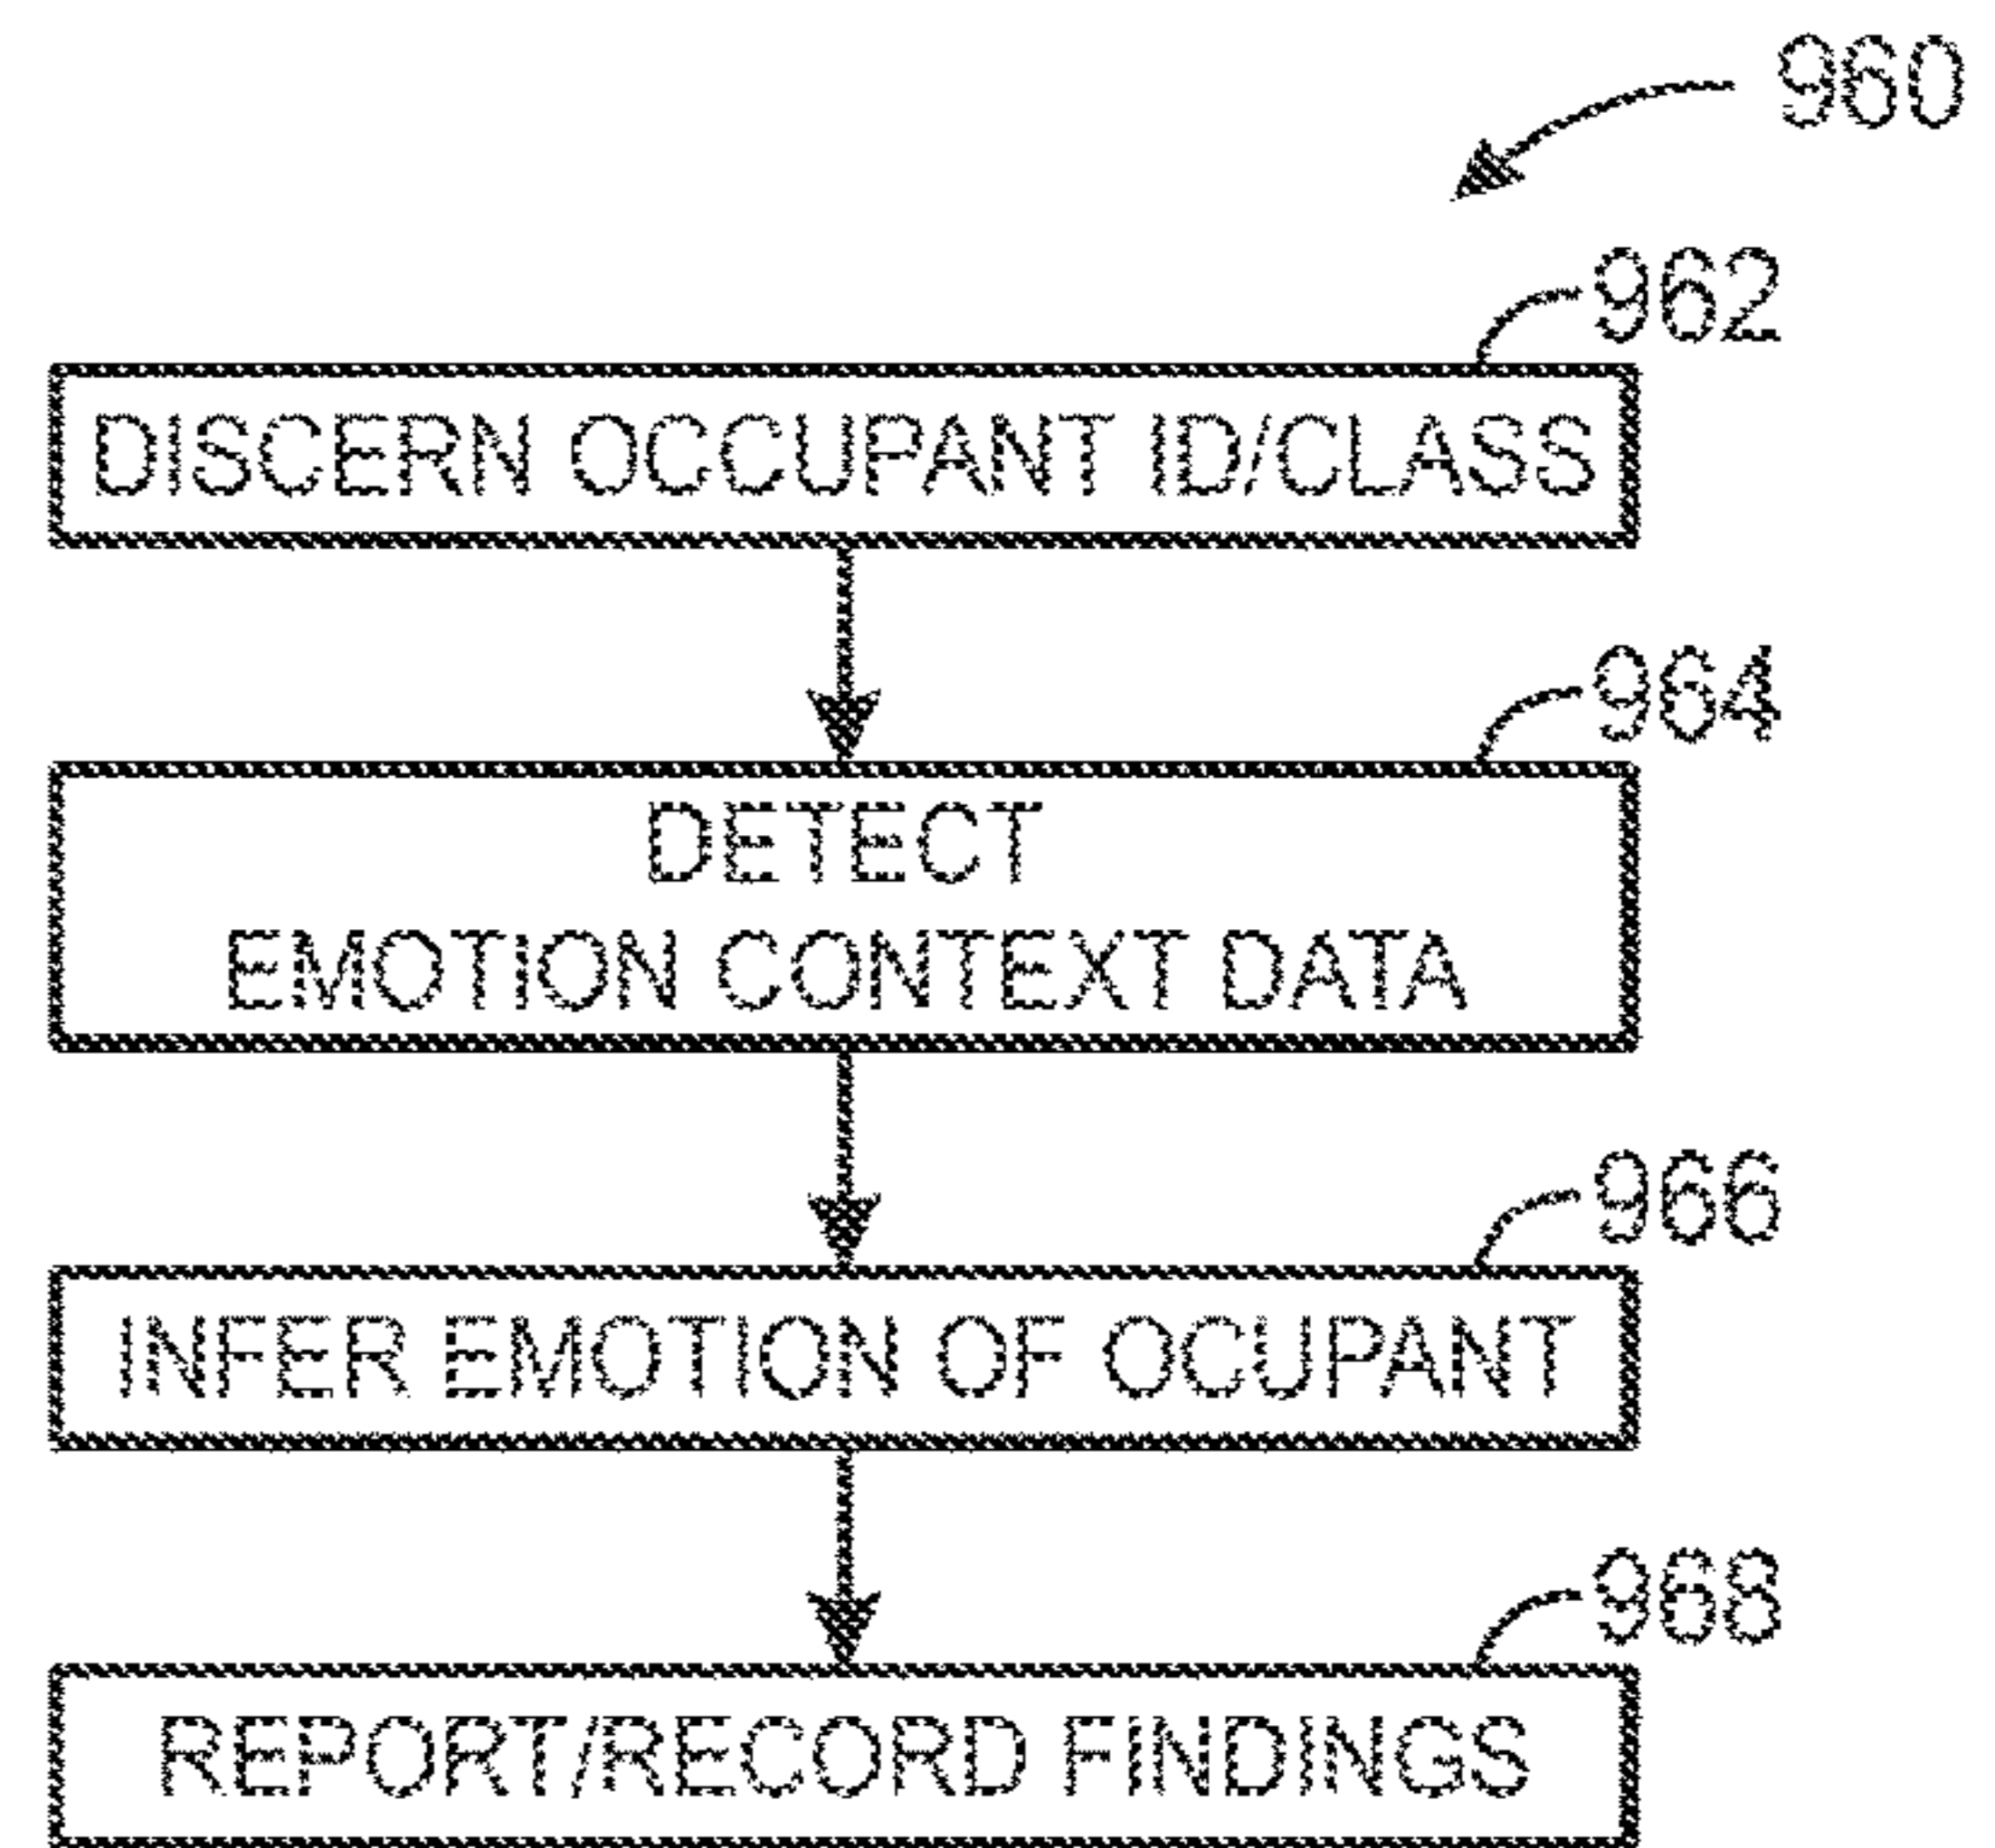 960
962
DISCERN OCCUPANT ID/CLASS
964
DETECT
EMOTION CONTEXT DATA
966
INFER EMOTION OF OCUPANT
968
REPORT/RECORD FINDINGS